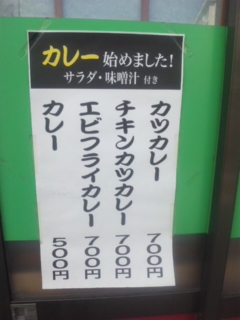 カレー始めました!
サラダ・味噌汁 付き
カツカレー 700円
チキンカツカレー 700円
エビフライカレー 700円
カレー 500円